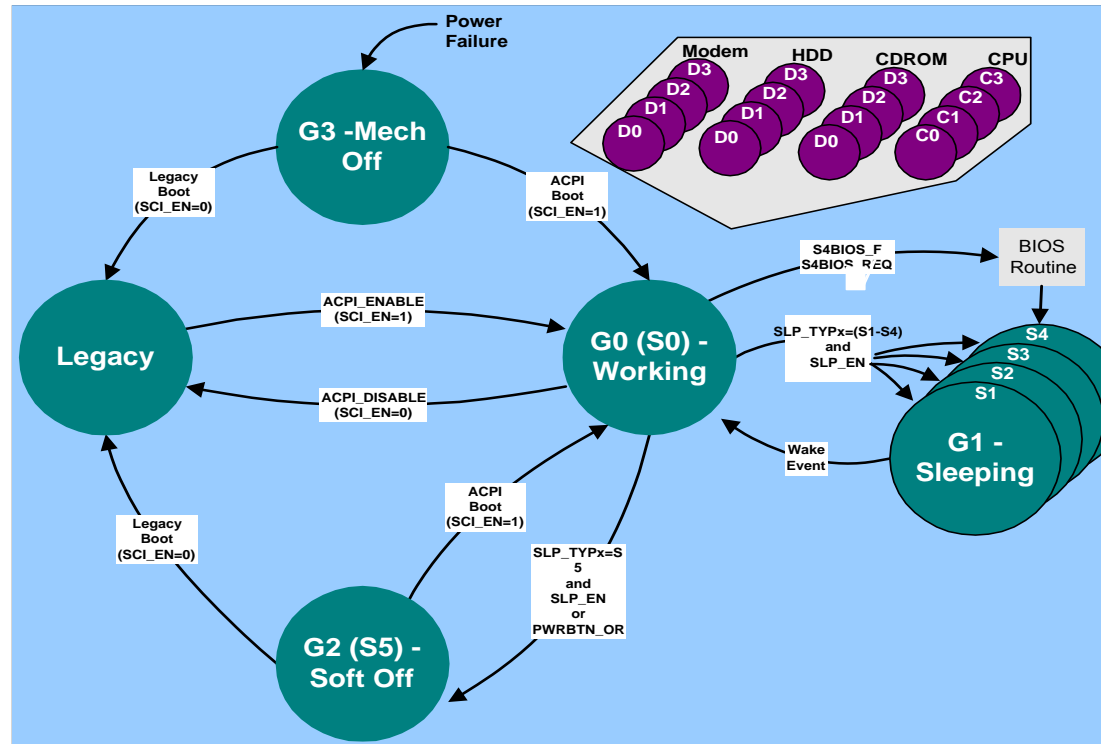 Power
Failure
Modem
HDD
CDROM
CPU
D3
D2
D1
D0
D3
D2
D1
D0
D3
D2
D1
D0
C3
C2
C1
C0
G3 -Mech
Off
Legacy
Boot
(SCI_EN=0)
ACPI
Boot
(SCI_EN=1)
S4BIOS_F
S4BIOS_REQ
BIOS
Routine
ACPI_ENABLE
(SCI_EN=1)
Legacy
G0 (S0) -
Working
SLP_TYPx=(S1-S4)
and
SLP_EN
S4
S3
S2
S1
G1 -
Sleeping
ACPI_DISABLE
(SCI_EN=0)
Wake
Event
ACPI
Boot
(SCI_EN=1)
Legacy
Boot
(SCI_EN=0)
SLP_TYPx=S
5
and
SLP_EN
or
PWRBTN_OR
G2 (S5) -
Soft Off